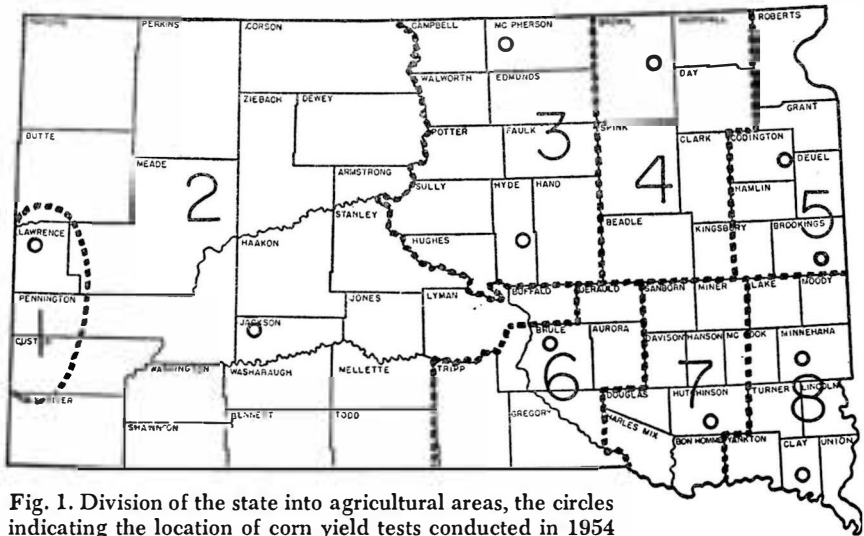 PERKINS
CORSON
CAMPBELL
MC PHERSON
ROBERTS
WALWORTH
EDMUNDS
DAY
ZIEBACH
DEWEY
GRANT
BUTTE
POTTER
FAULK
3
SPINK
CLARK
CODINGTON
MEADE
2
ARMSTRONG
4
DEUEL
SULLY
HYDE
HAND
HAMLIN
STANLEY
5
LAWRENCE
HAAKON
HUGHES
BEADLE
KINGSBURY
BROOKINGS
PENNINGTON
JONES
LYMAN
BUFFALO
JERAULD
SANBORN
MINER
LAKE
MOODY
1
JACKSON
BRULE
AURORA
DAVISON
HANSON
MC COOK
MINNEHAHA
WASHABAUGH
MELLETTE
TRIPP
6
7
8
DOUGLAS
HUTCHINSON
TURNER
LINCOLN
SHANNON
BENNETT
TODD
GREGORY
CHARLES MIX
BON HOMME
YANKTON
CLAY
UNION
Fig. 1. Division of the state into agricultural areas, the circles
indicating the location of corn yield tests conducted in 1954